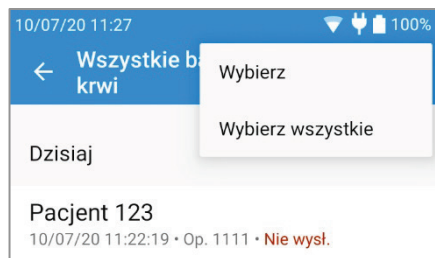 10/07/20 11:27 100%
Wszystkie b
krwi
Wybierz
Wybierz wszystkie
Dzisiaj
Pacjent 123
10/07/20 11:22:19 • Op. 1111 • Nie wysł.